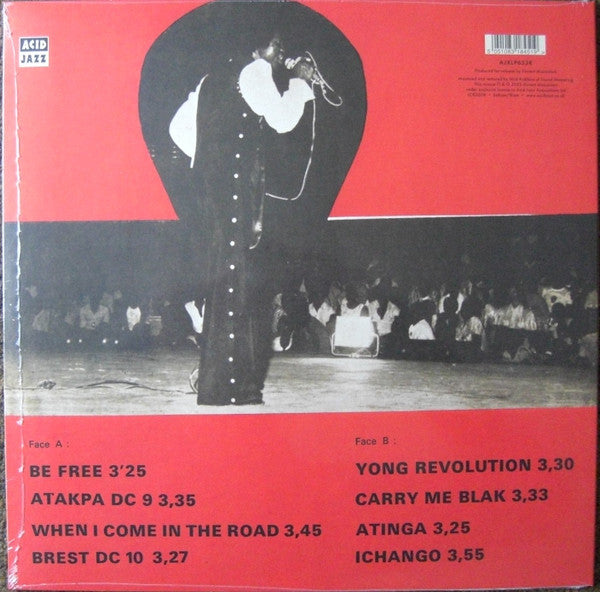 ACID
JAZZ
AJXLP653R
Face A :
BE FREE 3'25
ATAKPA DC 9 3,35
WHEN I COME IN THE ROAD 3,45
BREST DC 10 3,27
Face B :
YONG REVOLUTION 3,30
CARRY ME BLAK 3,33
ATINGA 3,25
ICHANGO 3,55